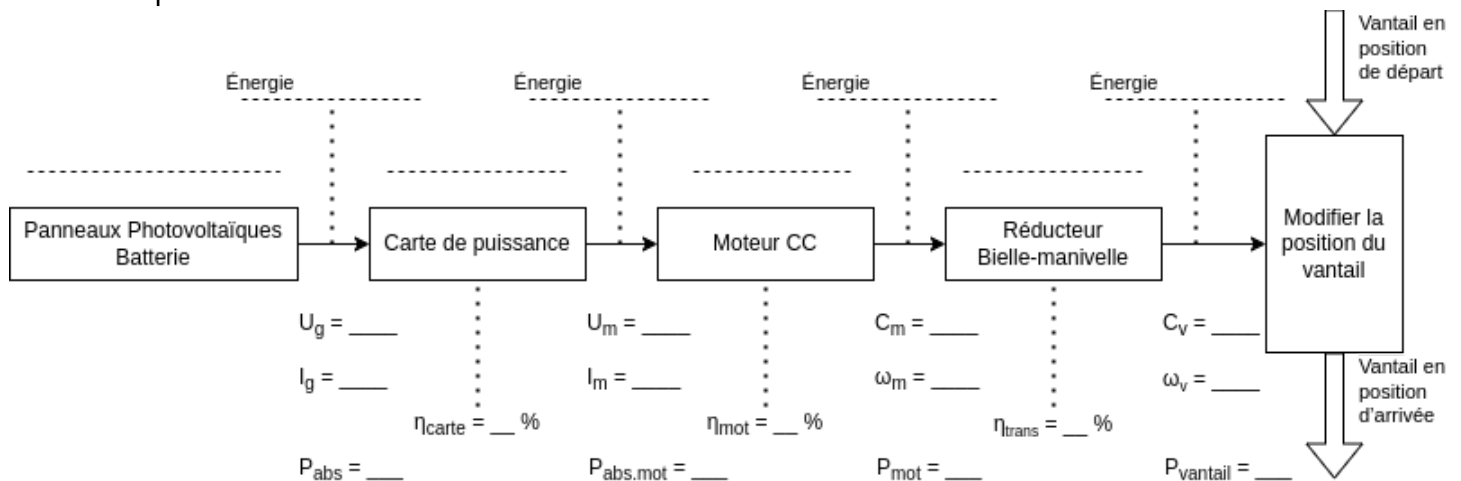 Vantail en
position
de départ
Énergie
Énergie
Énergie
Énergie
Panneaux Photovoltaïques
Batterie
Carte de puissance
Moteur CC
Réducteur
Bielle-manivelle
Modifier la
position du
vantail
Ug = ____
Um = ____
Cm = ____
Cv = ____
Ig = ____
Im = ____
ωm = ____
ωv = ____
Vantail en
position
d'arrivée
ηcarte = __ %
ηmot = __ %
ηtrans = __ %
Pabs = ___
Pabs.mot = ___
Pmot = ___
Pvantail = ___